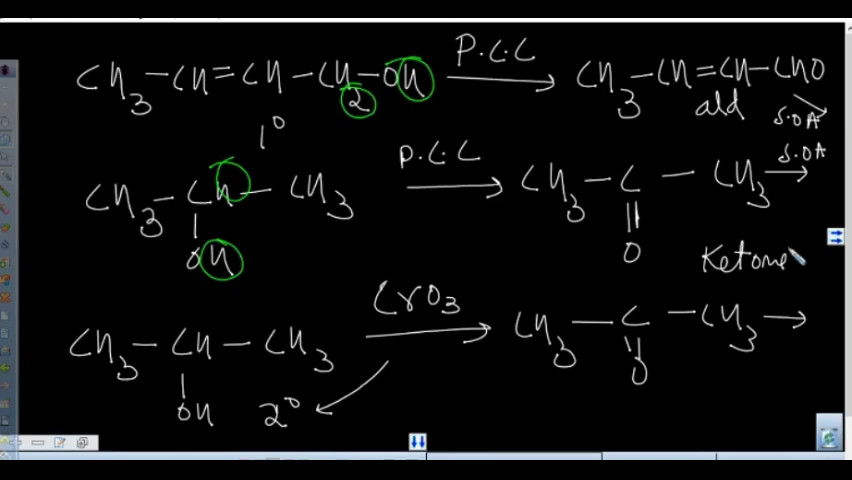 P.C.C
CH3-CH=CH-CH2-OH → CH3-CH=CH-CHO
1° ald S.O.A
P.C.C S.O.A
CH3-CH-CH3 → CH3-C-CH3 →
OH O
Ketone
CrO3
CH3-CH-CH3 → CH3-C-CH3 →
OH 2° O